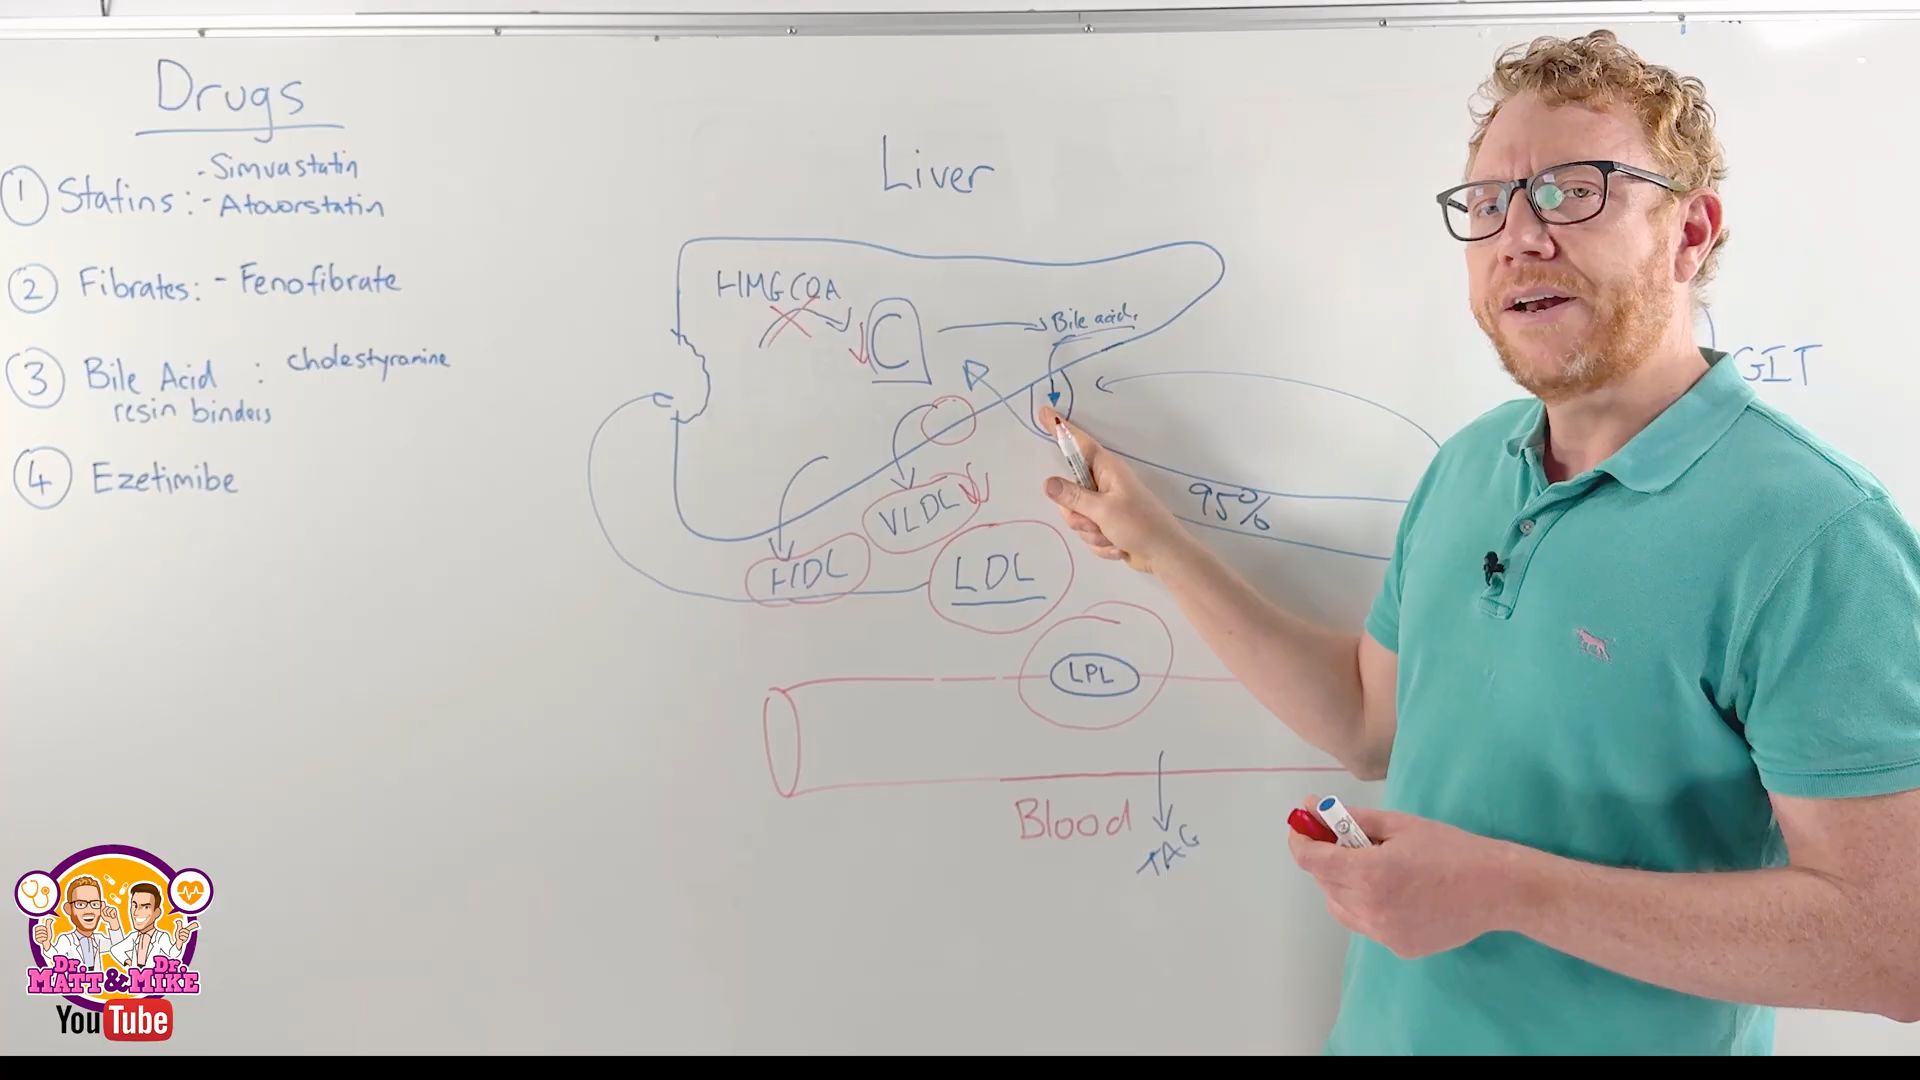 Drugs
- Simvastatin
1 Statins: - Atovorstatin
2 Fibrates: - Fenofibrate
3 Bile Acid : cholestyramine
resin binders
4 Ezetimibe
Liver
HMGCOA
C
Bile acid.
GIT
95%
VLDL
HDL
LDL
LPL
Blood
TAG
Dr. Dr.
MATT & MIKE
YouTube